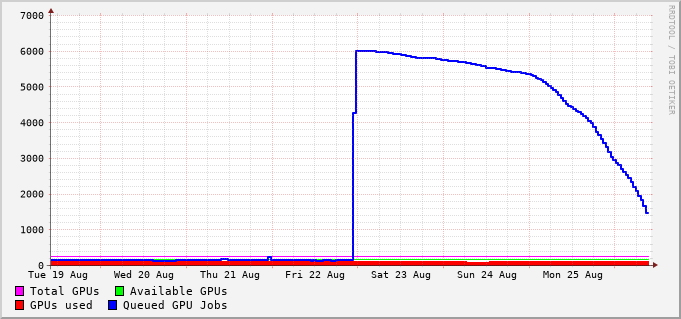 7000
6000
5000
4000
3000
2000
1000
0
Tue 19 Aug Wed 20 Aug Thu 21 Aug Fri 22 Aug Sat 23 Aug Sun 24 Aug Mon 25 Aug
Total GPUs Available GPUs
GPUs used Queued GPU Jobs
RRDTOOL / TOBI OETIKER